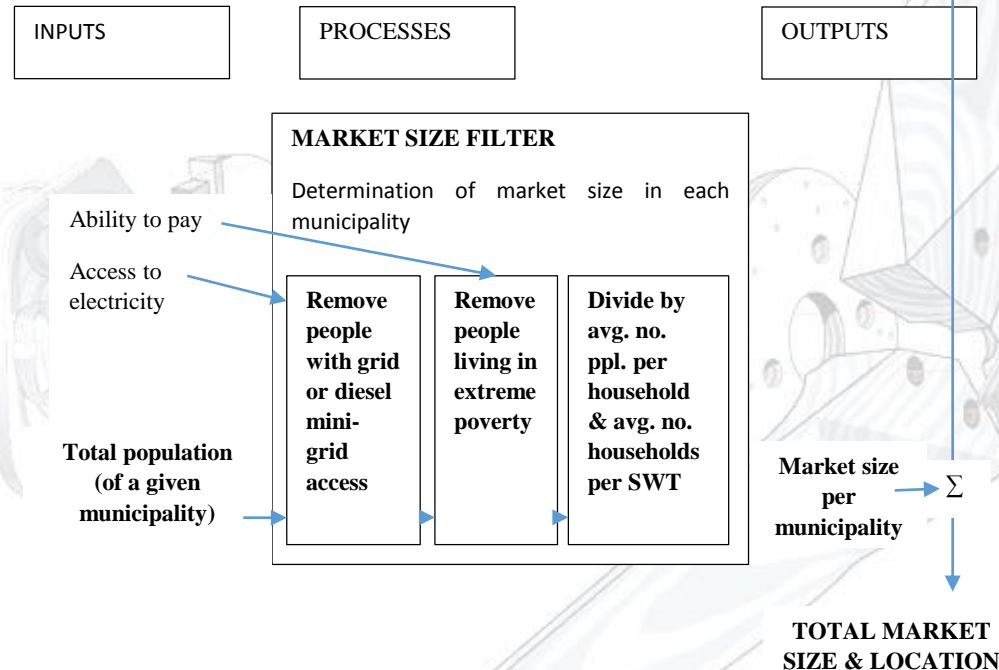 INPUTS
PROCESSES
OUTPUTS
MARKET SIZE FILTER
Determination of market size in each
municipality
Ability to pay
Access to
electricity
Remove
people
with grid
or diesel
mini-
grid
access
Remove
people
living in
extreme
poverty
Divide by
avg. no.
ppl. per
household
& avg. no.
households
per SWT
Total population
(of a given
municipality)
Market size
per
municipality
∑
TOTAL MARKET
SIZE & LOCATION